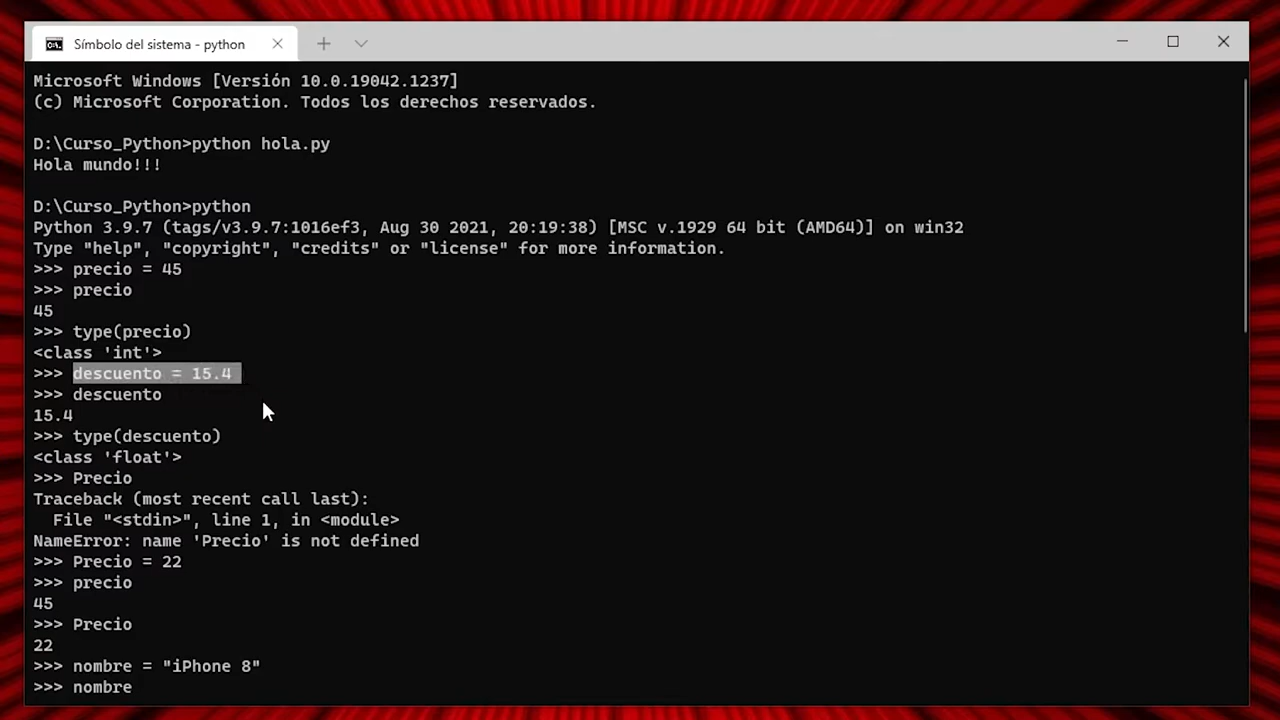 Símbolo del sistema - python
Microsoft Windows [Versión 10.0.19042.1237]
(c) Microsoft Corporation. Todos los derechos reservados.
D:\Curso_Python>python hola.py
Hola mundo!!!
D:\Curso_Python>python
Python 3.9.7 (tags/v3.9.7:1016ef3, Aug 30 2021, 20:19:38) [MSC v.1929 64 bit (AMD64)] on win32
Type "help", "copyright", "credits" or "license" for more information.
>>> precio = 45
>>> precio
45
>>> type(precio)
<class 'int'>
>>> descuento = 15.4
>>> descuento
15.4
>>> type(descuento)
<class 'float'>
>>> Precio
Traceback (most recent call last):
  File "<stdin>", line 1, in <module>
NameError: name 'Precio' is not defined
>>> Precio = 22
>>> precio
45
>>> Precio
22
>>> nombre = "iPhone 8"
>>> nombre